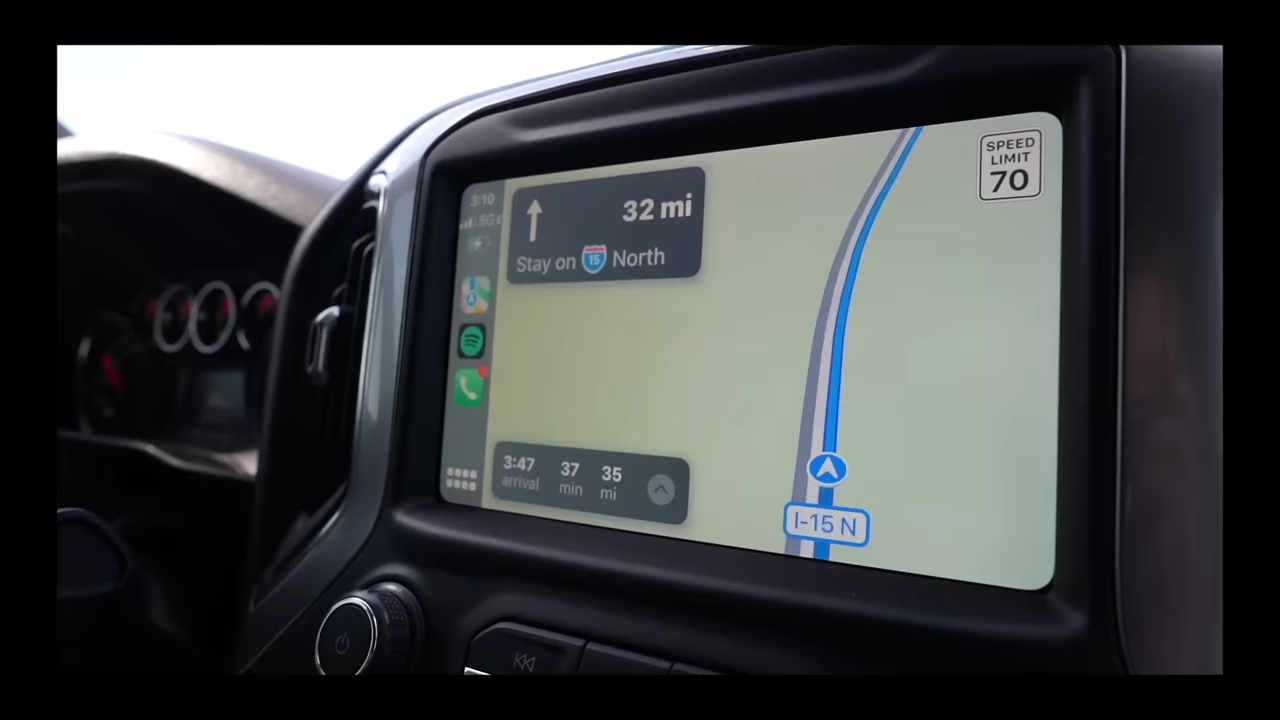 3:10
5G
32 mi
Stay on 15 North
SPEED
LIMIT
70
3:47 37 35
arrival min mi
I-15 N